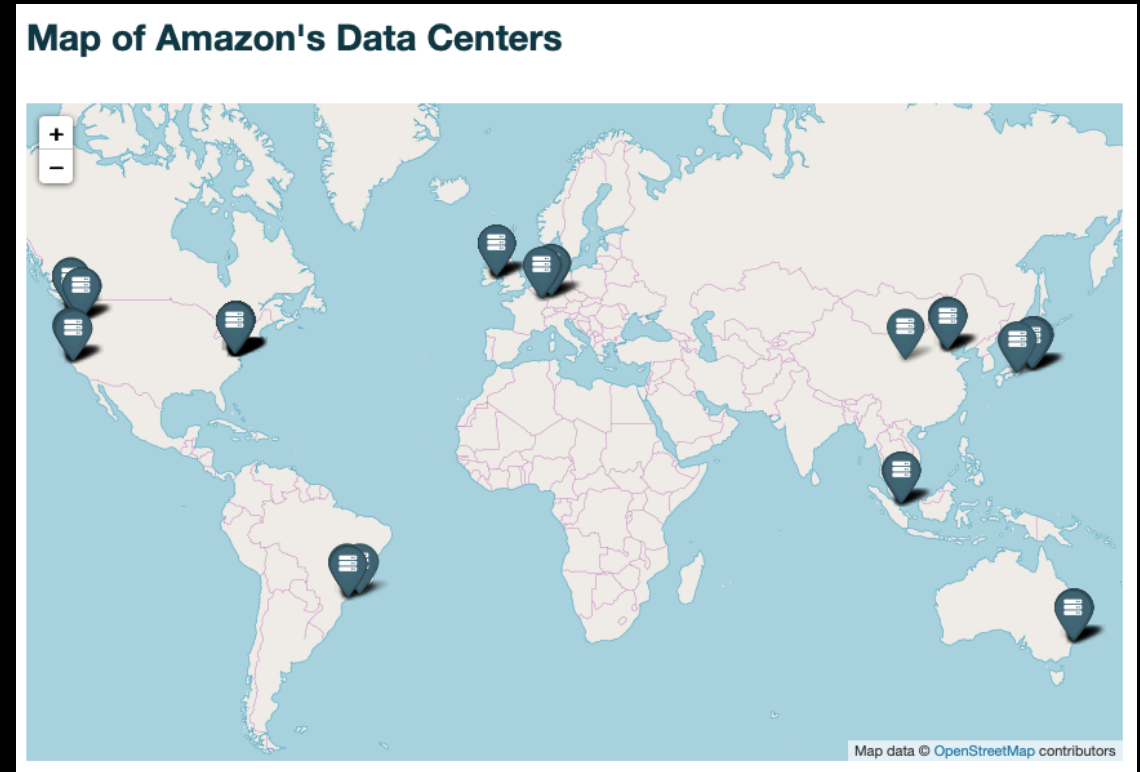 Map of Amazon's Data Centers
+
−
Map data © OpenStreetMap contributors